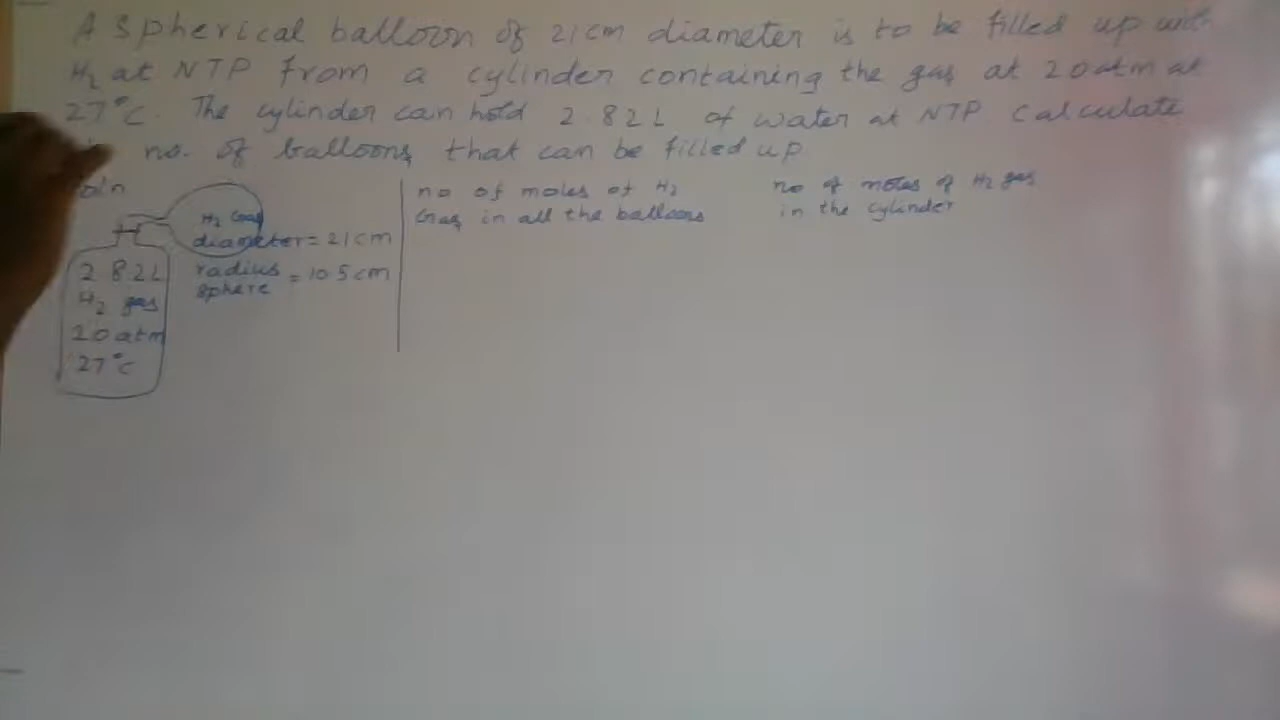 A Spherical balloon of 21cm diameter is to be filled up with
H2 at NTP from a cylinder containing the gas at 20 atm at
27°C. The cylinder can hold 2.82L of water at NTP. Calculate
no. of balloons that can be filled up
H2 Gas
diameter = 21cm
radius sphere = 10.5cm
2.82L
H2 gas
20atm
27°C
no of moles of H2
Gas in all the balloons
no of moles of H2 gas
in the cylinder